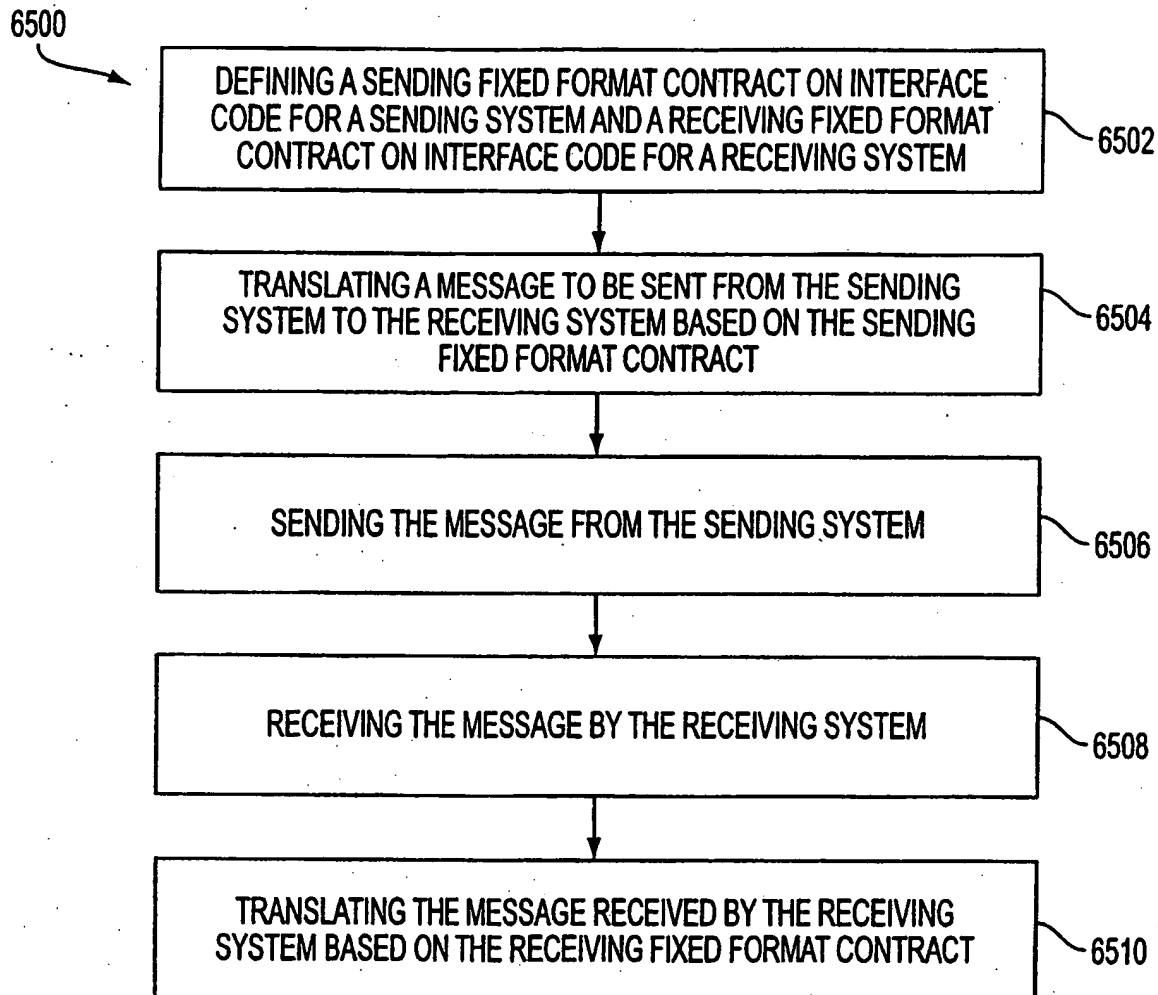 6500
DEFINING A SENDING FIXED FORMAT CONTRACT ON INTERFACE
CODE FOR A SENDING SYSTEM AND A RECEIVING FIXED FORMAT
CONTRACT ON INTERFACE CODE FOR A RECEIVING SYSTEM
6502
TRANSLATING A MESSAGE TO BE SENT FROM THE SENDING
SYSTEM TO THE RECEIVING SYSTEM BASED ON THE SENDING
FIXED FORMAT CONTRACT
6504
SENDING THE MESSAGE FROM THE SENDING SYSTEM
6506
RECEIVING THE MESSAGE BY THE RECEIVING SYSTEM
6508
TRANSLATING THE MESSAGE RECEIVED BY THE RECEIVING
SYSTEM BASED ON THE RECEIVING FIXED FORMAT CONTRACT
6510